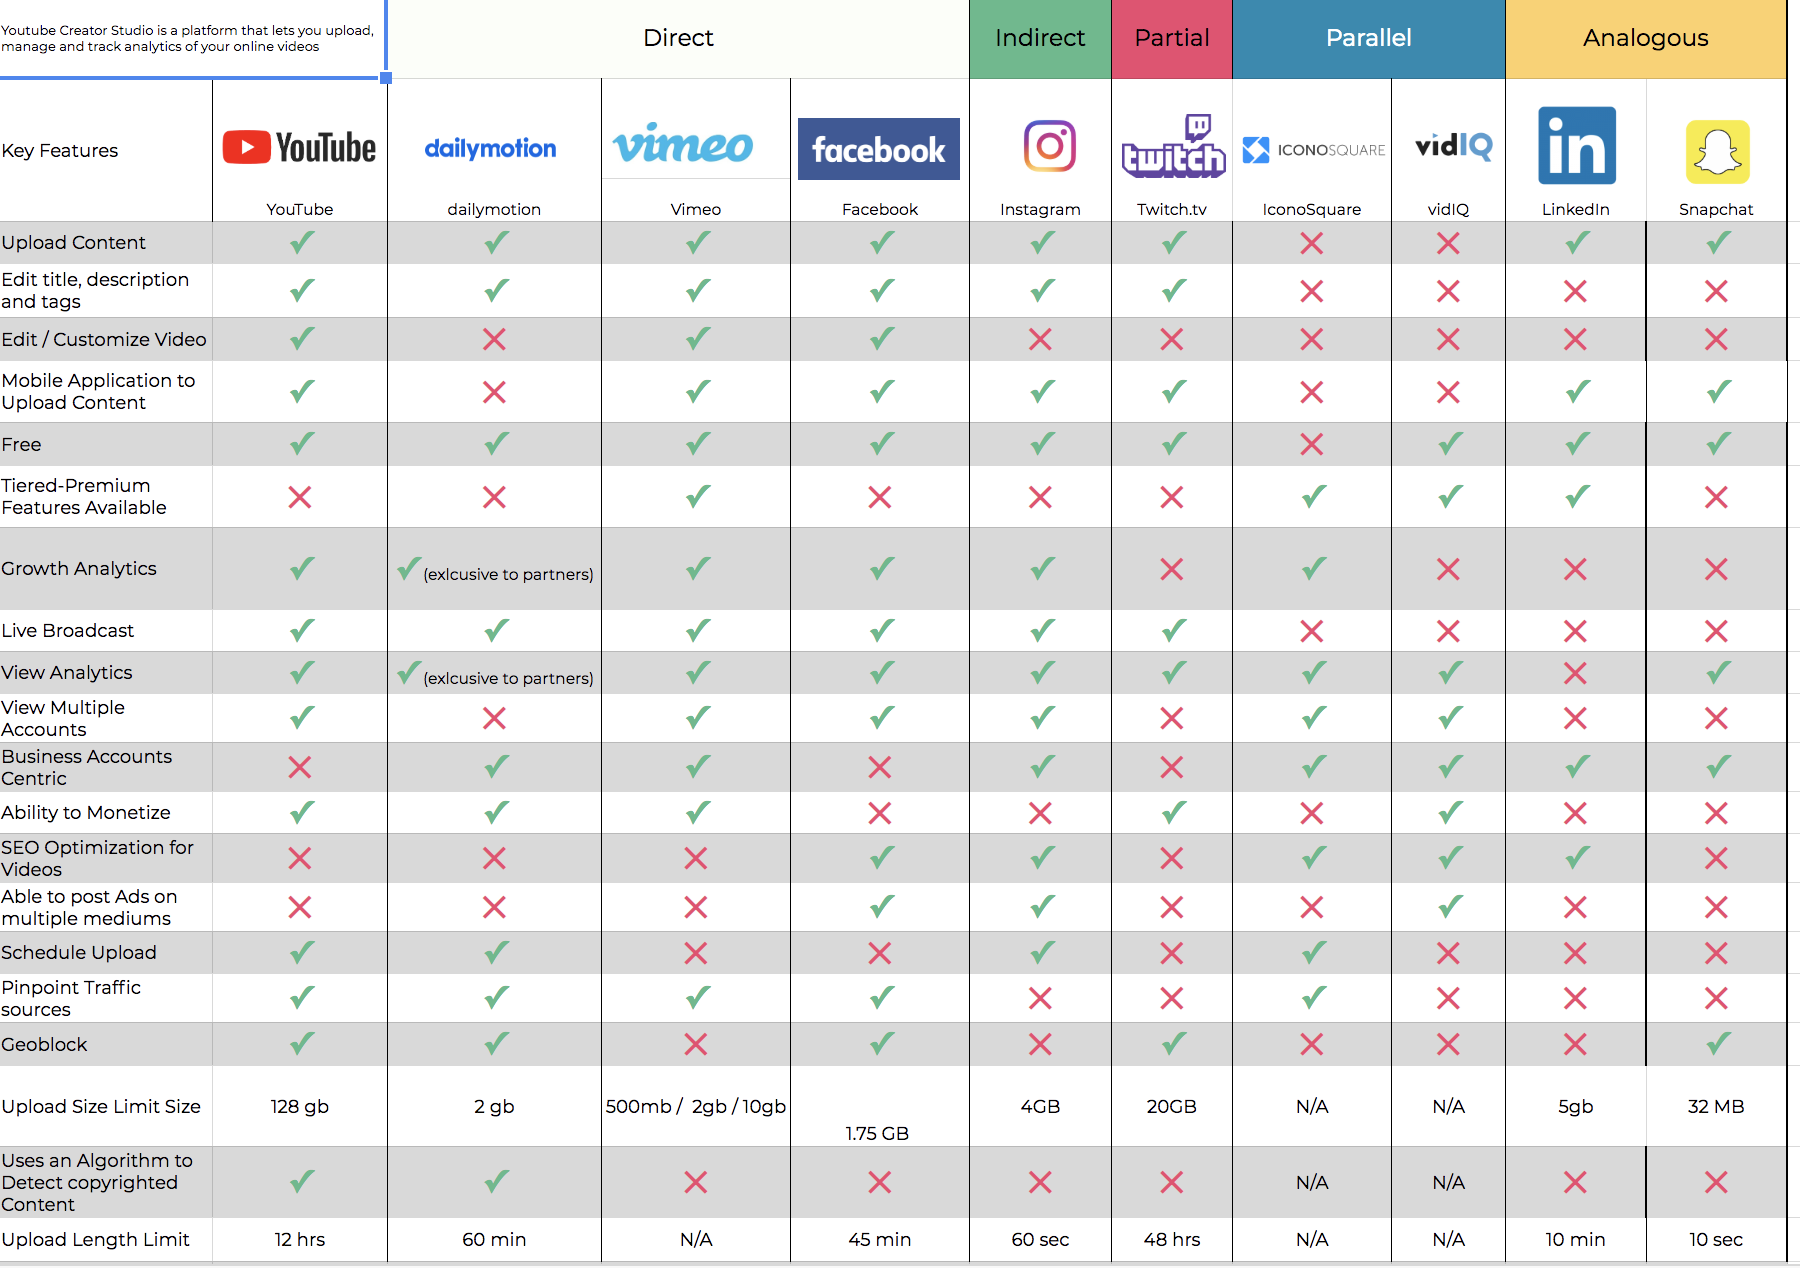 Youtube Creator Studio is a platform that lets you upload,
manage and track analytics of your online videos
Direct
Indirect
Partial
Parallel
Analogous
Key Features
YouTube
dailymotion
vimeo
facebook
twitch
ICONOSQUARE
vidIQ
in
YouTube
dailymotion
Vimeo
Facebook
Instagram
Twitch.tv
IconoSquare
vidIQ
LinkedIn
Snapchat
Upload Content
Edit title, description
and tags
Edit / Customize Video
Mobile Application to
Upload Content
Free
Tiered-Premium
Features Available
Growth Analytics
(exlcusive to partners)
Live Broadcast
View Analytics
(exlcusive to partners)
View Multiple
Accounts
Business Accounts
Centric
Ability to Monetize
SEO Optimization for
Videos
Able to post Ads on
multiple mediums
Schedule Upload
Pinpoint Traffic
sources
Geoblock
Upload Size Limit Size
128 gb
2 gb
500mb / 2gb / 10gb
1.75 GB
4GB
20GB
N/A
N/A
5gb
32 MB
Uses an Algorithm to
Detect copyrighted
Content
N/A
N/A
Upload Length Limit
12 hrs
60 min
N/A
45 min
60 sec
48 hrs
N/A
N/A
10 min
10 sec